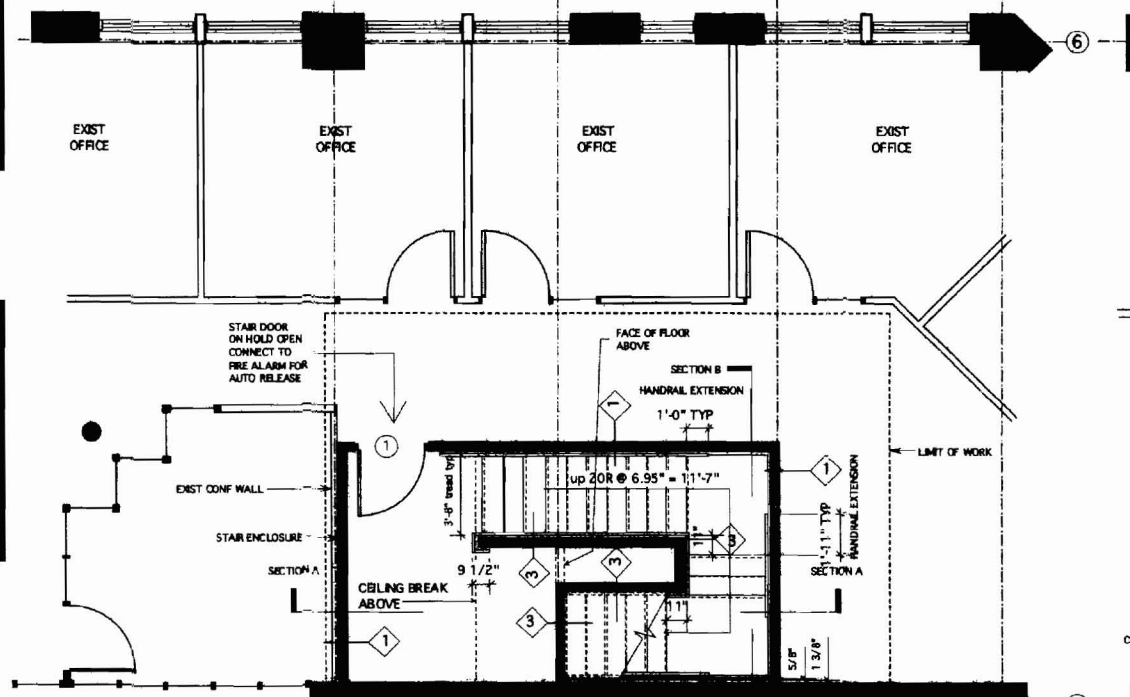 6
EXIST
OFFICE
EXIST
OFFICE
EXIST
OFFICE
EXIST
OFFICE
STAIR DOOR
ON HOLD OPEN
CONNECT TO
FIRE ALARM FOR
AUTO RELEASE
FACE OF FLOOR
ABOVE
SECTION B
HANDRAIL EXTENSION
1'-0" TYP
1
1
LIMIT OF WORK
1
up 20R @ 6.95" = 11'-7"
3'-8" tread typ
EXIST CONF WALL
1'-11" TYP
HANDRAIL EXTENSION
STAIR ENCLOSURE
11"
3
SECTION A
9 1/2"
3
3
SECTION A
CEILING BREAK
ABOVE
11"
3
1
5/8"
1 3/8"